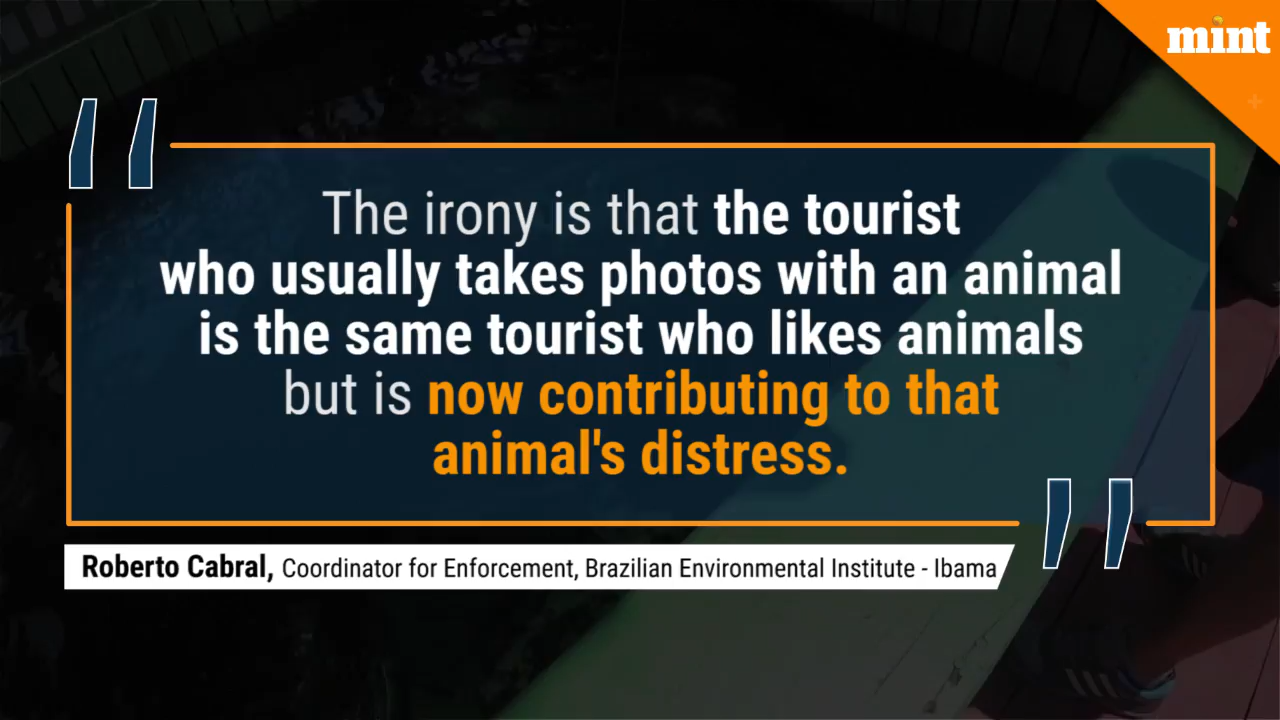 mint
The irony is that the tourist
who usually takes photos with an animal
is the same tourist who likes animals
but is now contributing to that
animal's distress.
Roberto Cabral, Coordinator for Enforcement, Brazilian Environmental Institute - Ibama